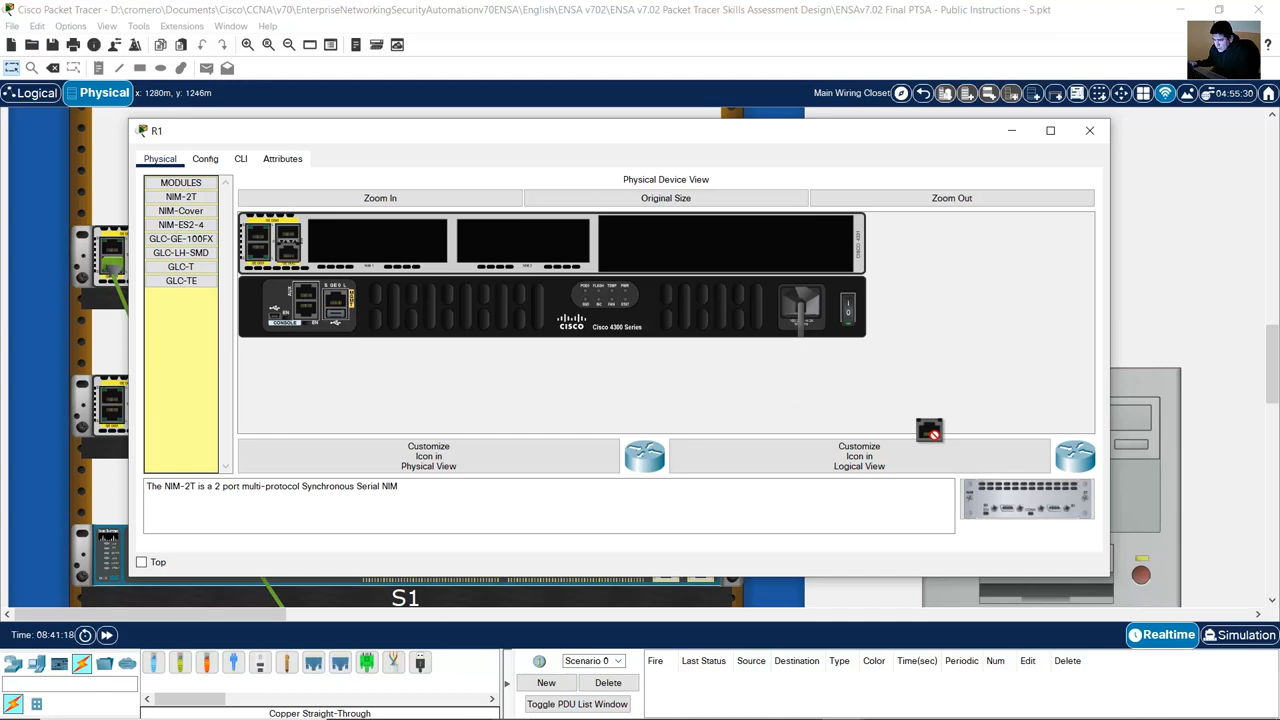 Cisco Packet Tracer - D:\cromero\Documents\Cisco\CCNA\v70\EnterpriseNetworkingSecurityAutomationv70ENSA\English\ENSA v702\ENSA v7.02 Packet Tracer Skills Assessment Design\ENSAv7.02 Final PTSA - Public Instructions - S.pkt
File Edit Options View Tools Extensions Window Help
Logical Physical x: 1280m, y: 1246m Main Wiring Closet 04:55:30
R1
Physical Config CLI Attributes
MODULES
NIM-2T
NIM-Cover
NIM-ES2-4
GLC-GE-100FX
GLC-LH-SMD
GLC-T
GLC-TE
Physical Device View
Zoom In Original Size Zoom Out
CISCO Cisco 4300 Series
CONSOLE
AUX
EN
EN
S GE0 L
Customize
Icon in
Physical View
Customize
Icon in
Logical View
The NIM-2T is a 2 port multi-protocol Synchronous Serial NIM
Top
S1
Time: 08:41:18
Realtime Simulation
Scenario 0
New Delete
Toggle PDU List Window
Fire Last Status Source Destination Type Color Time(sec) Periodic Num Edit Delete
Copper Straight-Through